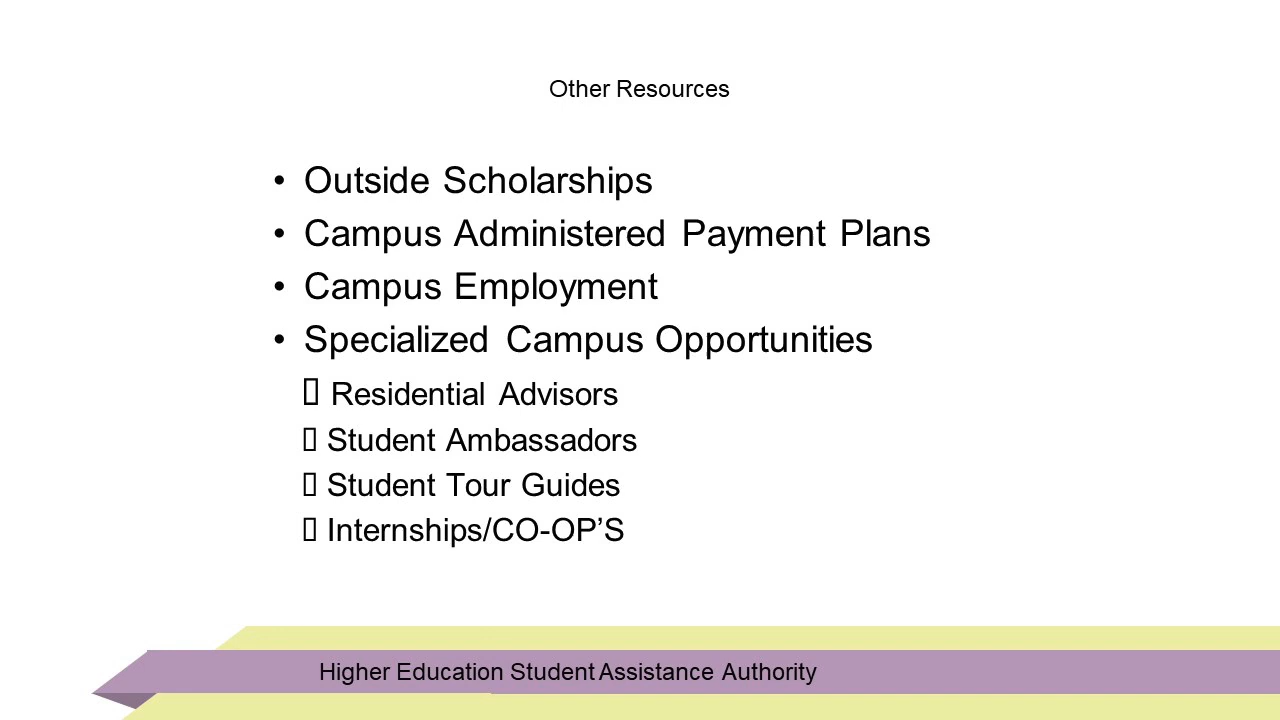 Other Resources
• Outside Scholarships
• Campus Administered Payment Plans
• Campus Employment
• Specialized Campus Opportunities
▯ Residential Advisors
▯ Student Ambassadors
▯ Student Tour Guides
▯ Internships/CO-OP’S
Higher Education Student Assistance Authority